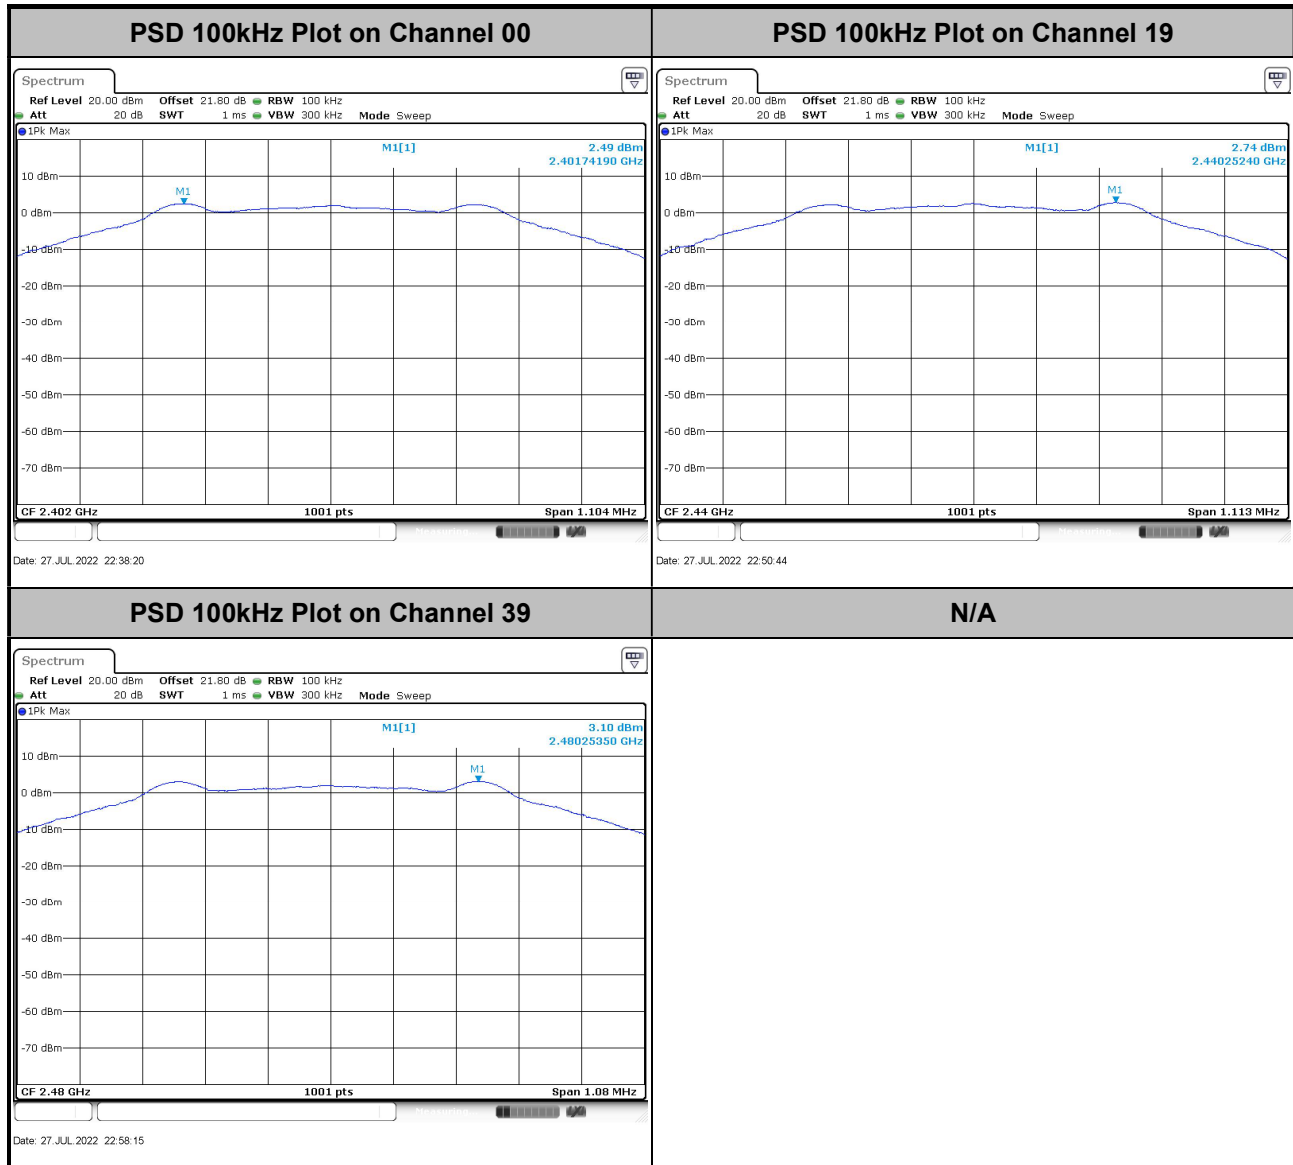 PSD 100kHz Plot on Channel 00
PSD 100kHz Plot on Channel 19
Spectrum
Ref Level 20.00 dBm Offset 21.80 dB RBW 100 kHz
Att 20 dB SWT 1 ms VBW 300 kHz Mode Sweep
1Pk Max
M1[1] 2.49 dBm
2.40174190 GHz
10 dBm
M1
0 dBm
-10 dBm
-20 dBm
-30 dBm
-40 dBm
-50 dBm
-60 dBm
-70 dBm
CF 2.402 GHz 1001 pts Span 1.104 MHz
Measuring
Date: 27.JUL.2022 22:38:20
Spectrum
Ref Level 20.00 dBm Offset 21.80 dB RBW 100 kHz
Att 20 dB SWT 1 ms VBW 300 kHz Mode Sweep
1Pk Max
M1[1] 2.74 dBm
2.44025240 GHz
10 dBm
M1
0 dBm
-10 dBm
-20 dBm
-30 dBm
-40 dBm
-50 dBm
-60 dBm
-70 dBm
CF 2.44 GHz 1001 pts Span 1.113 MHz
Measuring
Date: 27.JUL.2022 22:50:44
PSD 100kHz Plot on Channel 39
N/A
Spectrum
Ref Level 20.00 dBm Offset 21.80 dB RBW 100 kHz
Att 20 dB SWT 1 ms VBW 300 kHz Mode Sweep
1Pk Max
M1[1] 3.10 dBm
2.48025350 GHz
10 dBm
M1
0 dBm
-10 dBm
-20 dBm
-30 dBm
-40 dBm
-50 dBm
-60 dBm
-70 dBm
CF 2.48 GHz 1001 pts Span 1.08 MHz
Measuring
Date: 27.JUL.2022 22:58:15